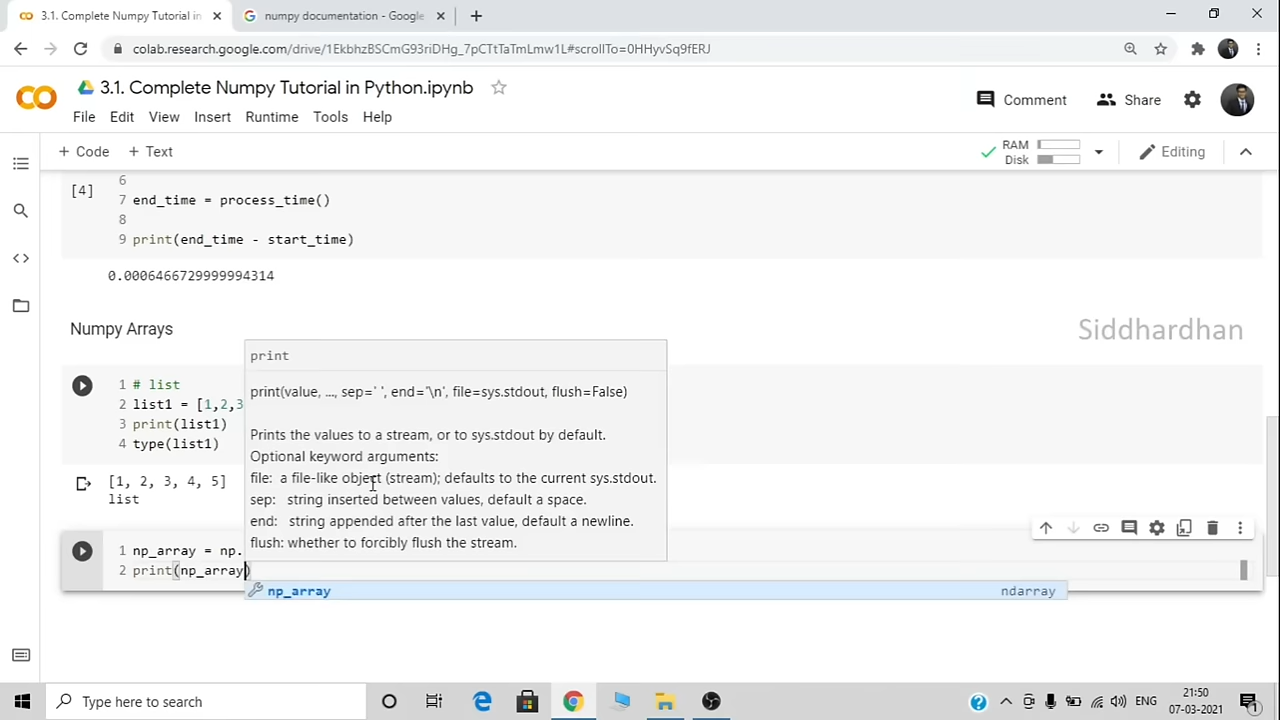 3.1. Complete Numpy Tutorial in
numpy documentation - Google
colab.research.google.com/drive/1EkbhzBSCmG93riDHg_7pCTtTaTmLmw1L#scrollTo=0HHyvSq9fERJ
3.1. Complete Numpy Tutorial in Python.ipynb
Comment
Share
File Edit View Insert Runtime Tools Help
+ Code + Text
RAM
Disk
Editing
[4]
6
7 end_time = process_time()
8
9 print(end_time - start_time)
0.0006466729999994314
Numpy Arrays
Siddhardhan
1 # list
2 list1 = [1,2,3
3 print(list1)
4 type(list1)
[1, 2, 3, 4, 5]
list
print
print(value, ..., sep=' ', end='\n', file=sys.stdout, flush=False)
Prints the values to a stream, or to sys.stdout by default.
Optional keyword arguments:
file: a file-like object (stream); defaults to the current sys.stdout.
sep: string inserted between values, default a space.
end: string appended after the last value, default a newline.
flush: whether to forcibly flush the stream.
1 np_array = np.
2 print(np_array)
np_array ndarray
Type here to search
ENG
21:50
07-03-2021
1